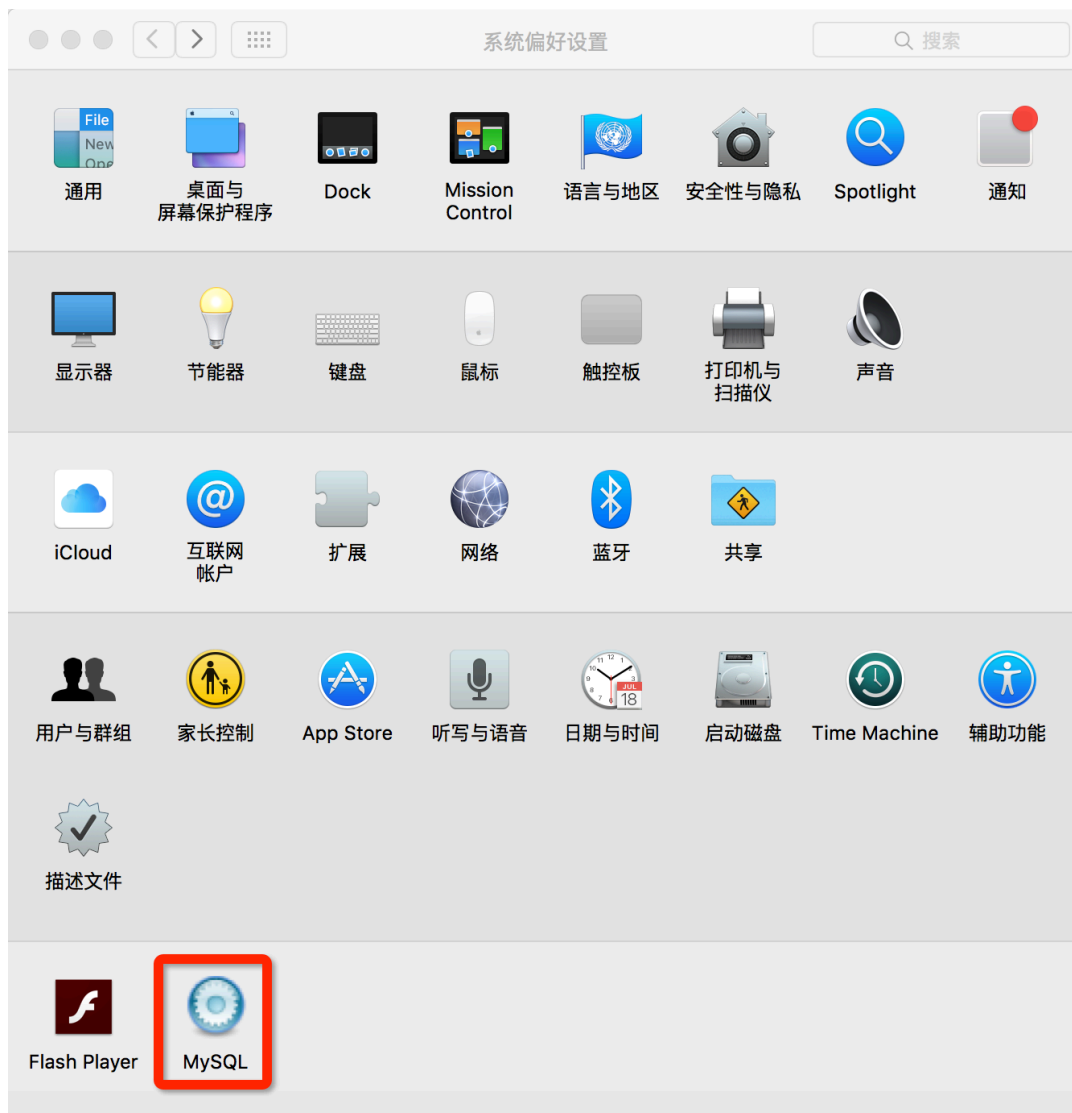 系统偏好设置
搜索
File
New
Ope
通用
桌面与
屏幕保护程序
Dock
Mission
Control
语言与地区
安全性与隐私
Spotlight
通知
显示器
节能器
键盘
鼠标
触控板
打印机与
扫描仪
声音
iCloud
互联网
帐户
扩展
网络
蓝牙
共享
用户与群组
家长控制
App Store
听写与语音
JUL
18
日期与时间
启动磁盘
Time Machine
辅助功能
描述文件
Flash Player
MySQL